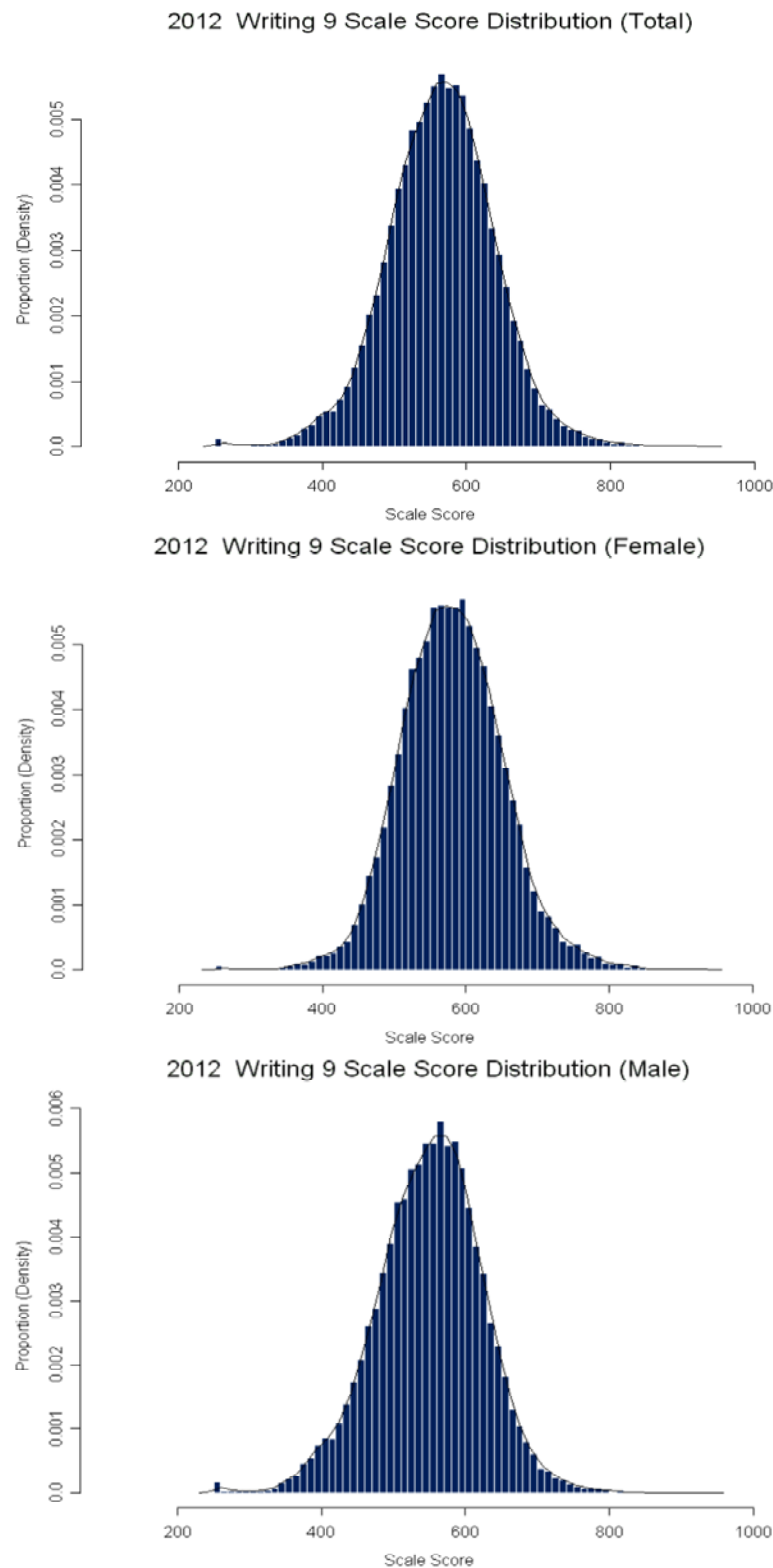 2012 Writing 9 Scale Score Distribution (Total)
Proportion (Density)
0.005
0.004
0.003
0.002
0.001
0.0
200 400 600 800 1000
Scale Score
2012 Writing 9 Scale Score Distribution (Female)
Proportion (Density)
0.005
0.004
0.003
0.002
0.001
0.0
200 400 600 800 1000
Scale Score
2012 Writing 9 Scale Score Distribution (Male)
Proportion (Density)
0.006
0.005
0.004
0.003
0.002
0.001
0.0
200 400 600 800 1000
Scale Score